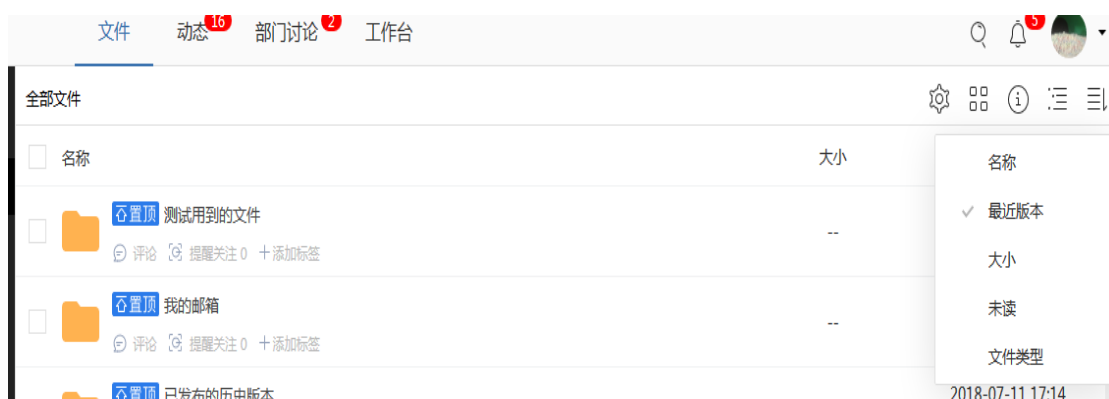 文件 动态 16 部门讨论 2 工作台 5
全部文件
名称 大小
名称
置顶 测试用到的文件
最近版本
--
评论 提醒关注 0 十添加标签
大小
置顶 我的邮箱
未读
--
评论 提醒关注 0 十添加标签
文件类型
置顶 已发布的历史版本
2018-07-11 17:14